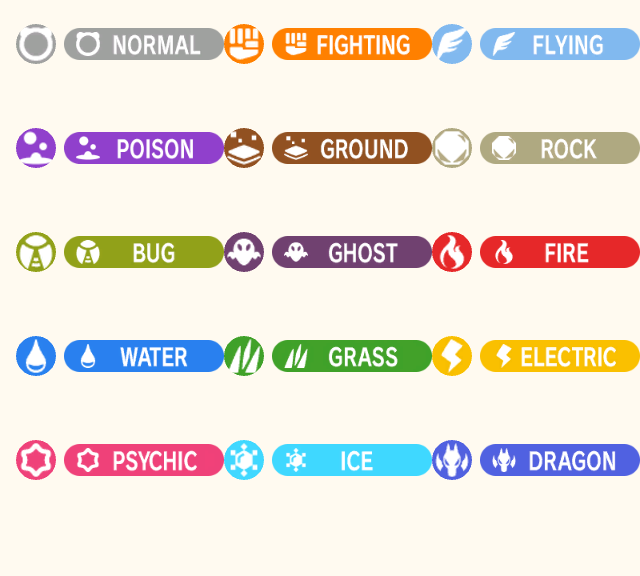 NORMAL FIGHTING FLYING
POISON GROUND ROCK
BUG GHOST FIRE
WATER GRASS ELECTRIC
PSYCHIC ICE DRAGON